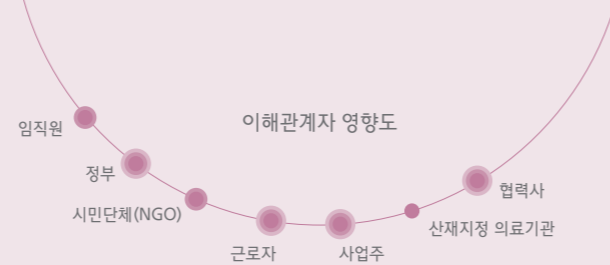 이해관계자 영향도
임직원
정부
시민단체(NGO)
근로자
사업주
산재지정 의료기관
협력사